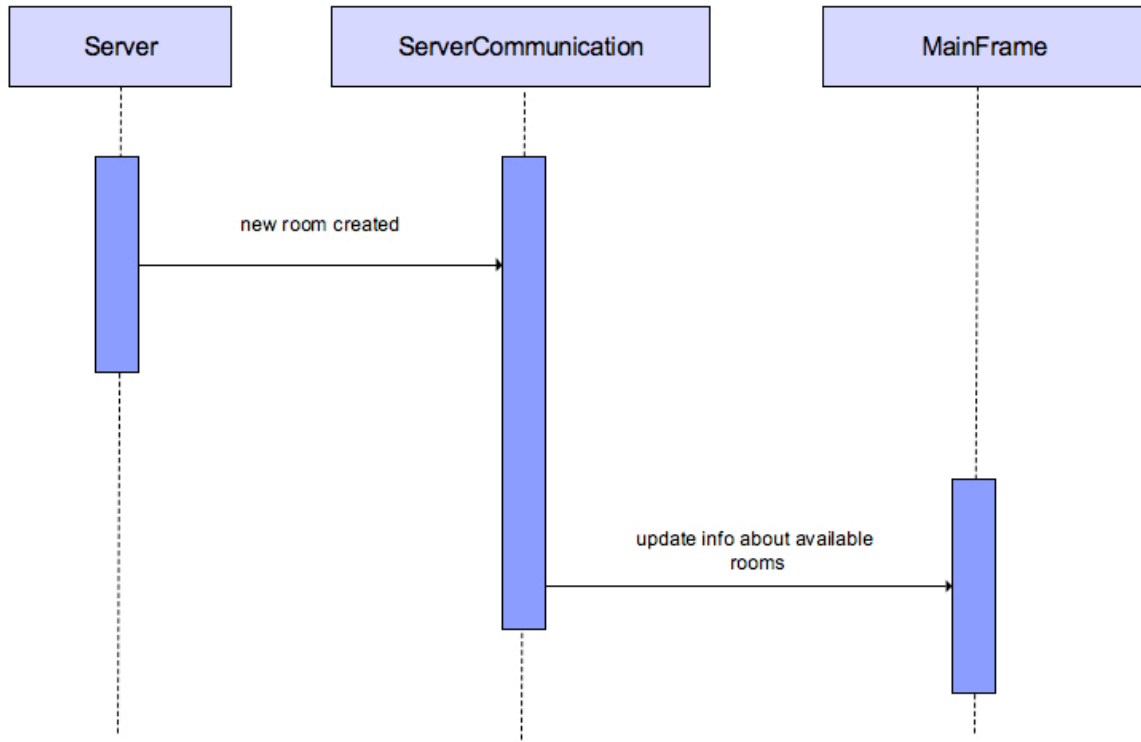 Server
ServerCommunication
MainFrame
new room created
update info about available
rooms